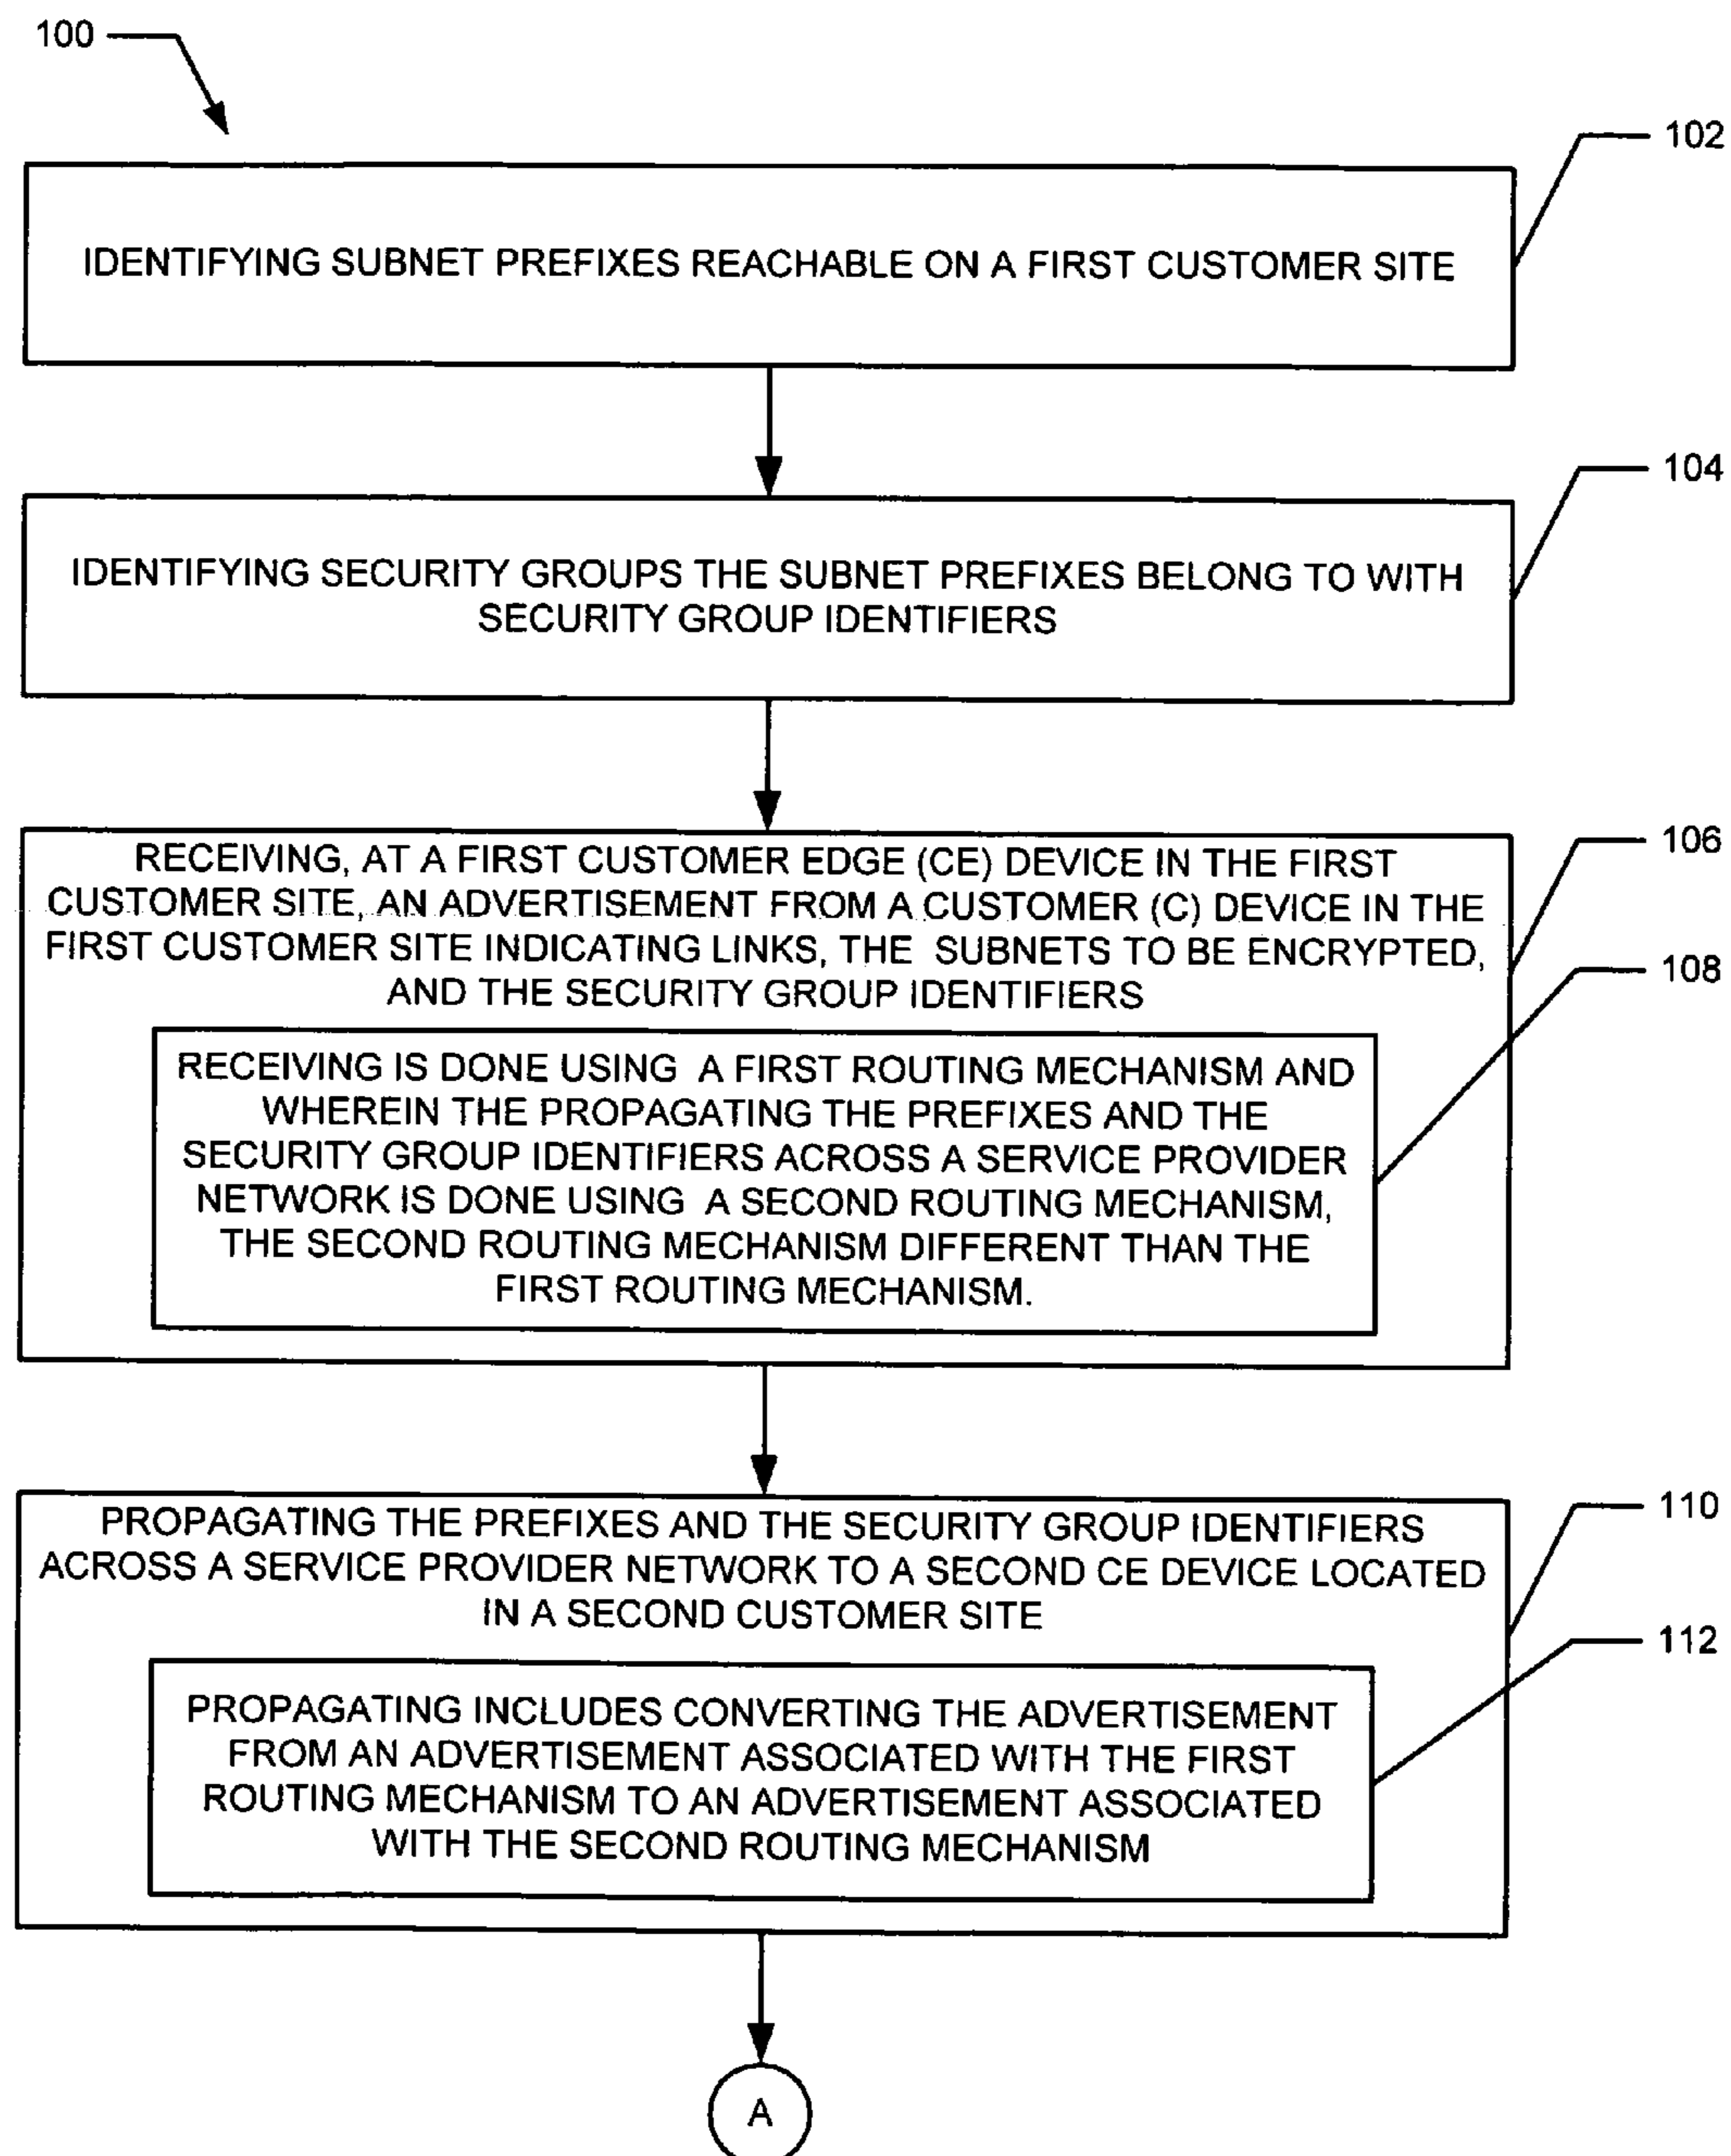 100
102
IDENTIFYING SUBNET PREFIXES REACHABLE ON A FIRST CUSTOMER SITE
104
IDENTIFYING SECURITY GROUPS THE SUBNET PREFIXES BELONG TO WITH
SECURITY GROUP IDENTIFIERS
106
RECEIVING, AT A FIRST CUSTOMER EDGE (CE) DEVICE IN THE FIRST
CUSTOMER SITE, AN ADVERTISEMENT FROM A CUSTOMER (C) DEVICE IN THE
FIRST CUSTOMER SITE INDICATING LINKS, THE SUBNETS TO BE ENCRYPTED,
AND THE SECURITY GROUP IDENTIFIERS
108
RECEIVING IS DONE USING A FIRST ROUTING MECHANISM AND
WHEREIN THE PROPAGATING THE PREFIXES AND THE
SECURITY GROUP IDENTIFIERS ACROSS A SERVICE PROVIDER
NETWORK IS DONE USING A SECOND ROUTING MECHANISM,
THE SECOND ROUTING MECHANISM DIFFERENT THAN THE
FIRST ROUTING MECHANISM.
110
PROPAGATING THE PREFIXES AND THE SECURITY GROUP IDENTIFIERS
ACROSS A SERVICE PROVIDER NETWORK TO A SECOND CE DEVICE LOCATED
IN A SECOND CUSTOMER SITE
112
PROPAGATING INCLUDES CONVERTING THE ADVERTISEMENT
FROM AN ADVERTISEMENT ASSOCIATED WITH THE FIRST
ROUTING MECHANISM TO AN ADVERTISEMENT ASSOCIATED
WITH THE SECOND ROUTING MECHANISM
A